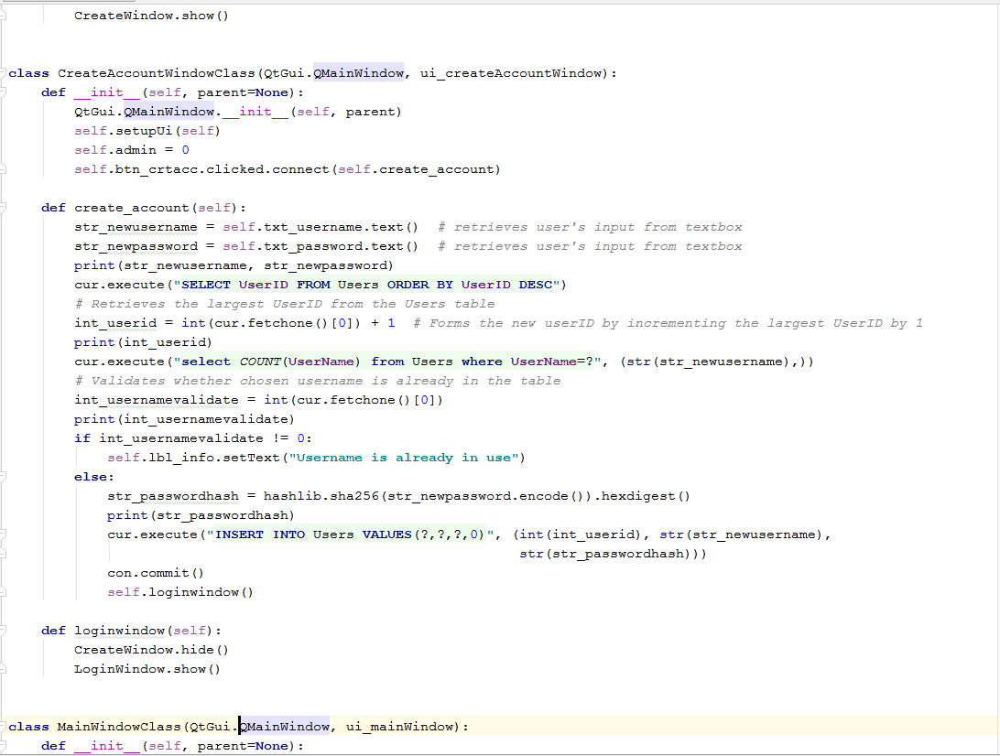 CreateWindow.show()
class CreateAccountWindowClass(QtGui.QMainWindow, ui_createAccountWindow):
    def __init__(self, parent=None):
        QtGui.QMainWindow.__init__(self, parent)
        self.setupUi(self)
        self.admin = 0
        self.btn_crtacc.clicked.connect(self.create_account)
    def create_account(self):
        str_newusername = self.txt_username.text()  # retrieves user's input from textbox
        str_newpassword = self.txt_password.text()  # retrieves user's input from textbox
        print(str_newusername, str_newpassword)
        cur.execute("SELECT UserID FROM Users ORDER BY UserID DESC")
        # Retrieves the largest UserID from the Users table
        int_userid = int(cur.fetchone()[0]) + 1  # Forms the new userID by incrementing the largest UserID by 1
        print(int_userid)
        cur.execute("select COUNT(UserName) from Users where UserName=?", (str(str_newusername),))
        # Validates whether chosen username is already in the table
        int_usernamevalidate = int(cur.fetchone()[0])
        print(int_usernamevalidate)
        if int_usernamevalidate != 0:
            self.lbl_info.setText("Username is already in use")
        else:
            str_passwordhash = hashlib.sha256(str_newpassword.encode()).hexdigest()
            print(str_passwordhash)
            cur.execute("INSERT INTO Users VALUES(?,?,?,0)", (int(int_userid), str(str_newusername),
                                                              str(str_passwordhash)))
            con.commit()
            self.loginwindow()
    def loginwindow(self):
        CreateWindow.hide()
        LoginWindow.show()
class MainWindowClass(QtGui.QMainWindow, ui_mainWindow):
    def __init__(self, parent=None):